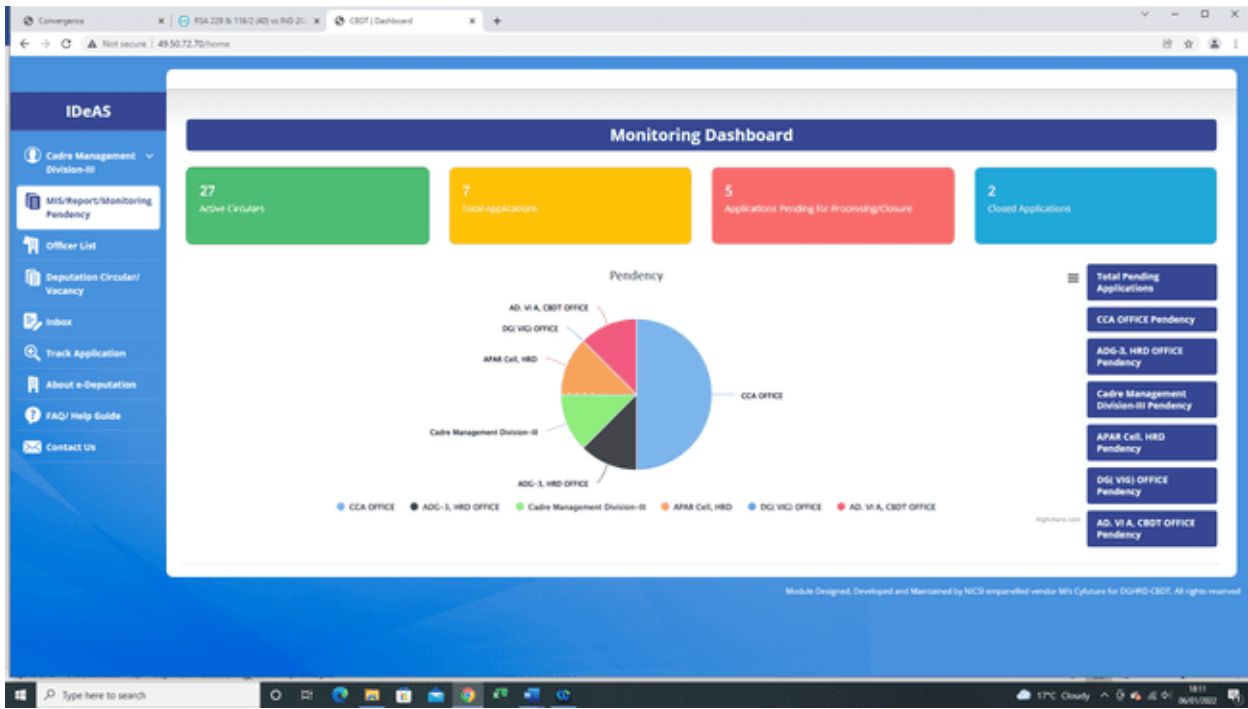 Convergence
RSA 229 & 118/2 (40) vs IND 2
CBDT | Dashboard
Not secure | 49.50.72.70/home
IDeAS
Cadre Management
Division-III
MIS/Report/Monitoring
Pendency
Officer List
Deputation Circular/
Vacancy
Inbox
Track Application
About e-Deputation
FAQ/ Help Guide
Contact Us
Monitoring Dashboard
27
Active Circulars
7
Total Applications
5
Applications Pending for Processing/Closure
2
Closed Applications
Pendency
AD. VI A, CBDT OFFICE
DG( VIG) OFFICE
APAR Cell, HRD
CCA OFFICE
Cadre Management Division-III
ADG-3, HRD OFFICE
CCA OFFICE
ADG-3, HRD OFFICE
Cadre Management Division-III
APAR Cell, HRD
DG( VIG) OFFICE
AD. VI A, CBDT OFFICE
Highcharts.com
Total Pending
Applications
CCA OFFICE Pendency
ADG-3, HRD OFFICE
Pendency
Cadre Management
Division-III Pendency
APAR Cell, HRD
Pendency
DG( VIG) OFFICE
Pendency
AD. VI A, CBDT OFFICE
Pendency
Module Designed, Developed and Maintained by NICSI empanelled vendor M/s Cyfuture for DGHRD-CBDT. All rights reserved
Type here to search
17°C Cloudy
18:11
06/01/2022